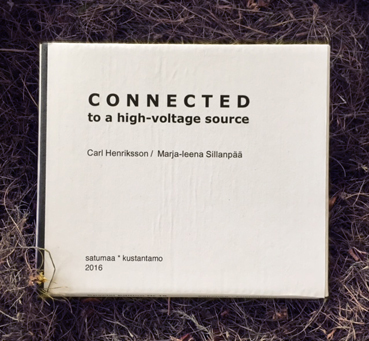 CONNECTED
to a high-voltage source
Carl Henriksson / Marja-leena Sillanpää
satumaa * kustantamo
2016